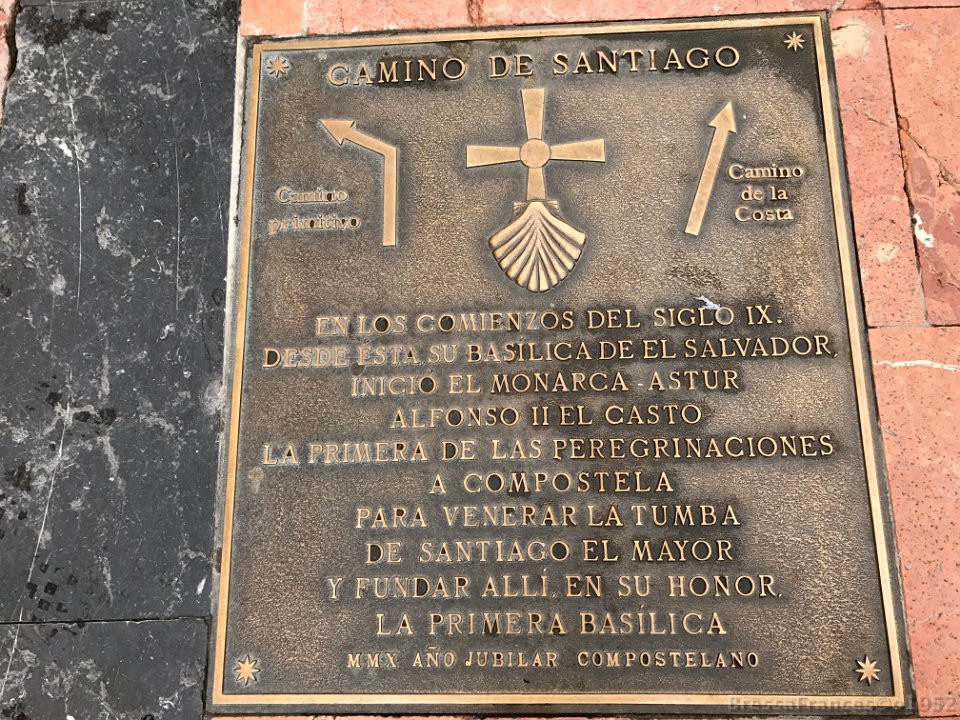 CAMINO DE SANTIAGO
Camino
primitivo
Camino
de la
Costa
EN LOS COMIENZOS DEL SIGLO IX.
DESDE ÉSTA, SU BASÍLICA DE EL SALVADOR,
INICIÓ EL MONARCA - ASTUR
ALFONSO II EL CASTO
LA PRIMERA DE LAS PEREGRINACIONES
A COMPOSTELA
PARA VENERAR LA TUMBA
DE SANTIAGO EL MAYOR
Y FUNDAR ALLÍ, EN SU HONOR,
LA PRIMERA BASÍLICA
MMX AÑO JUBILAR COMPOSTELANO